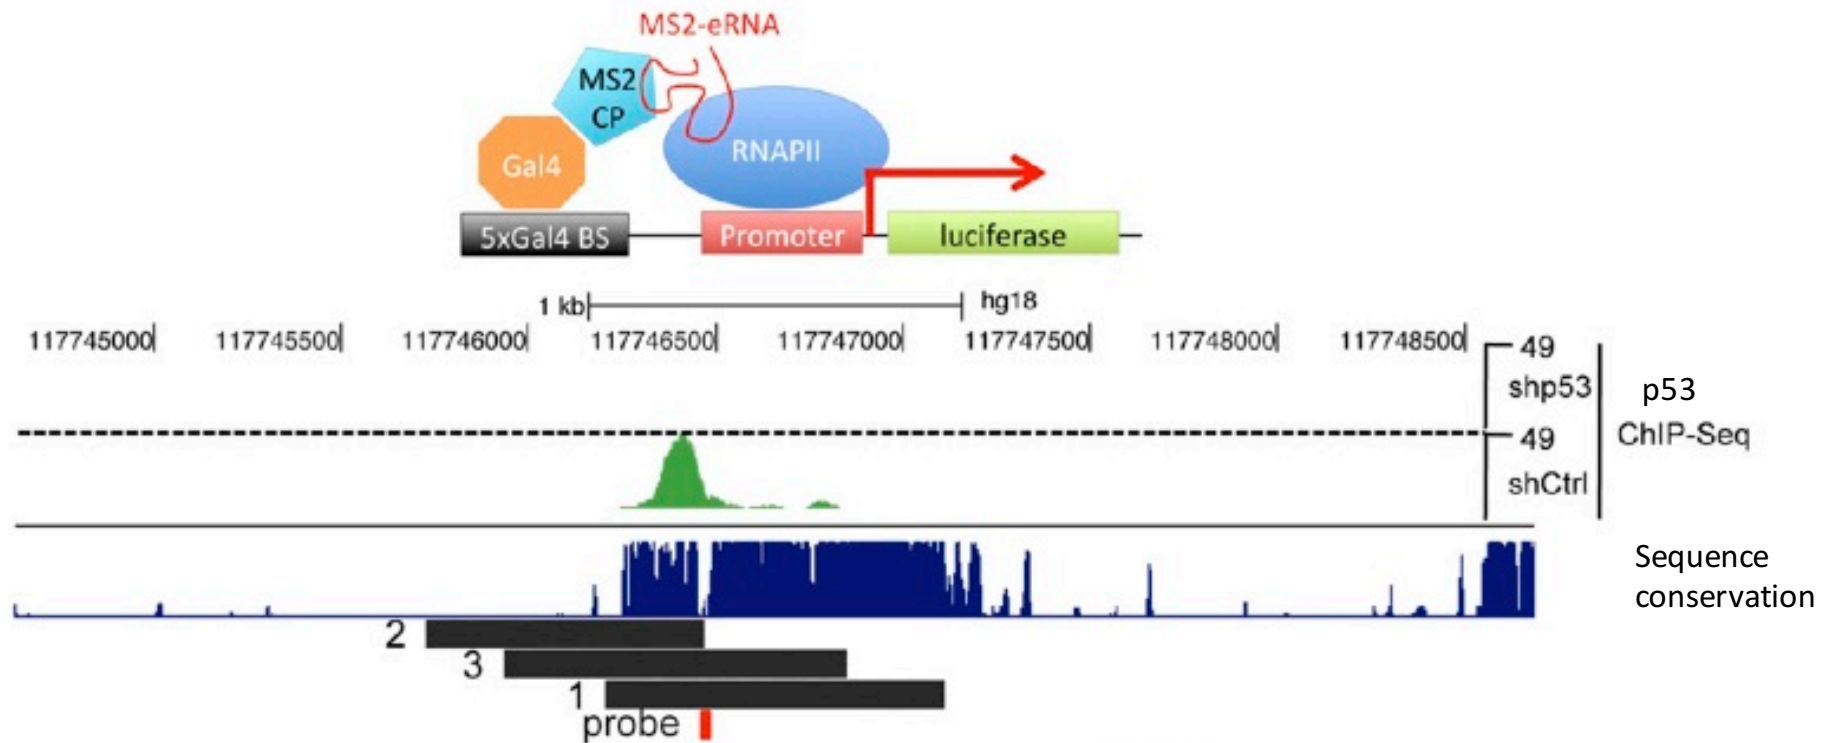 MS2-eRNA
MS2
CP
Gal4
RNAPII
5xGal4 BS
Promoter
luciferase
1 kb
hg18
117745000
117745500
117746000
117746500
117747000
117747500
117748000
117748500
49
shp53
p53
49
ChIP-Seq
shCtrl
Sequence
conservation
2
3
1
probe